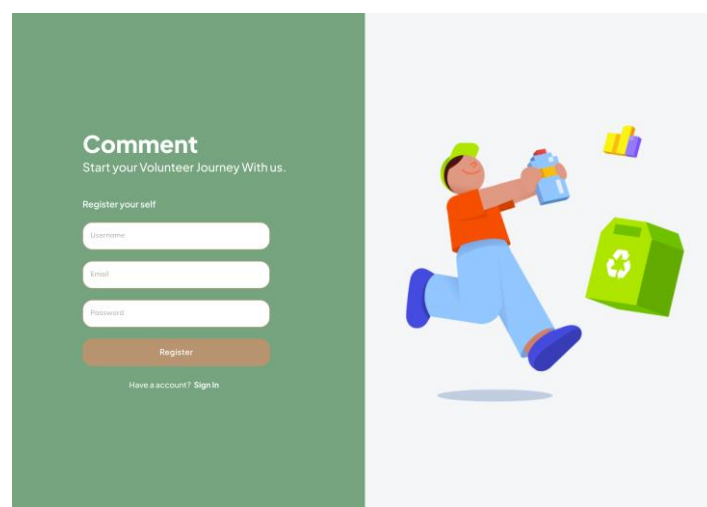 Comment
Start your Volunteer Journey With us.
Register your self
Username
Email
Password
Register
Have a account? Sign In